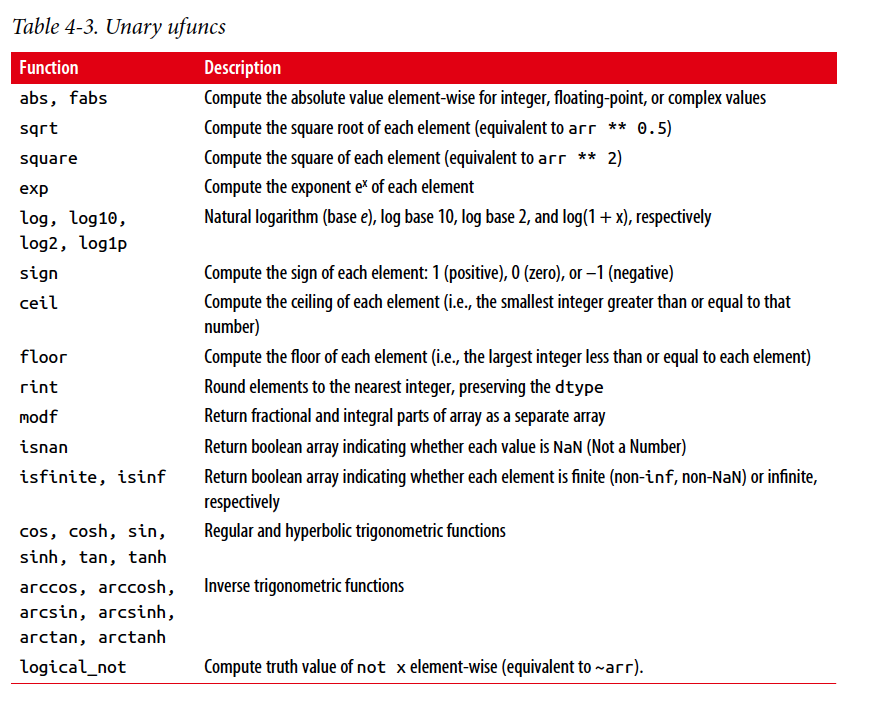 Table 4-3. Unary ufuncs
Function Description
abs, fabs Compute the absolute value element-wise for integer, floating-point, or complex values
sqrt Compute the square root of each element (equivalent to arr ** 0.5)
square Compute the square of each element (equivalent to arr ** 2)
exp Compute the exponent eˣ of each element
log, log10, Natural logarithm (base e), log base 10, log base 2, and log(1 + x), respectively
log2, log1p
sign Compute the sign of each element: 1 (positive), 0 (zero), or −1 (negative)
ceil Compute the ceiling of each element (i.e., the smallest integer greater than or equal to that
number)
floor Compute the floor of each element (i.e., the largest integer less than or equal to each element)
rint Round elements to the nearest integer, preserving the dtype
modf Return fractional and integral parts of array as a separate array
isnan Return boolean array indicating whether each value is NaN (Not a Number)
isfinite, isinf Return boolean array indicating whether each element is finite (non-inf, non-NaN) or infinite,
respectively
cos, cosh, sin, Regular and hyperbolic trigonometric functions
sinh, tan, tanh
arccos, arccosh, Inverse trigonometric functions
arcsin, arcsinh,
arctan, arctanh
logical_not Compute truth value of not x element-wise (equivalent to ~arr).